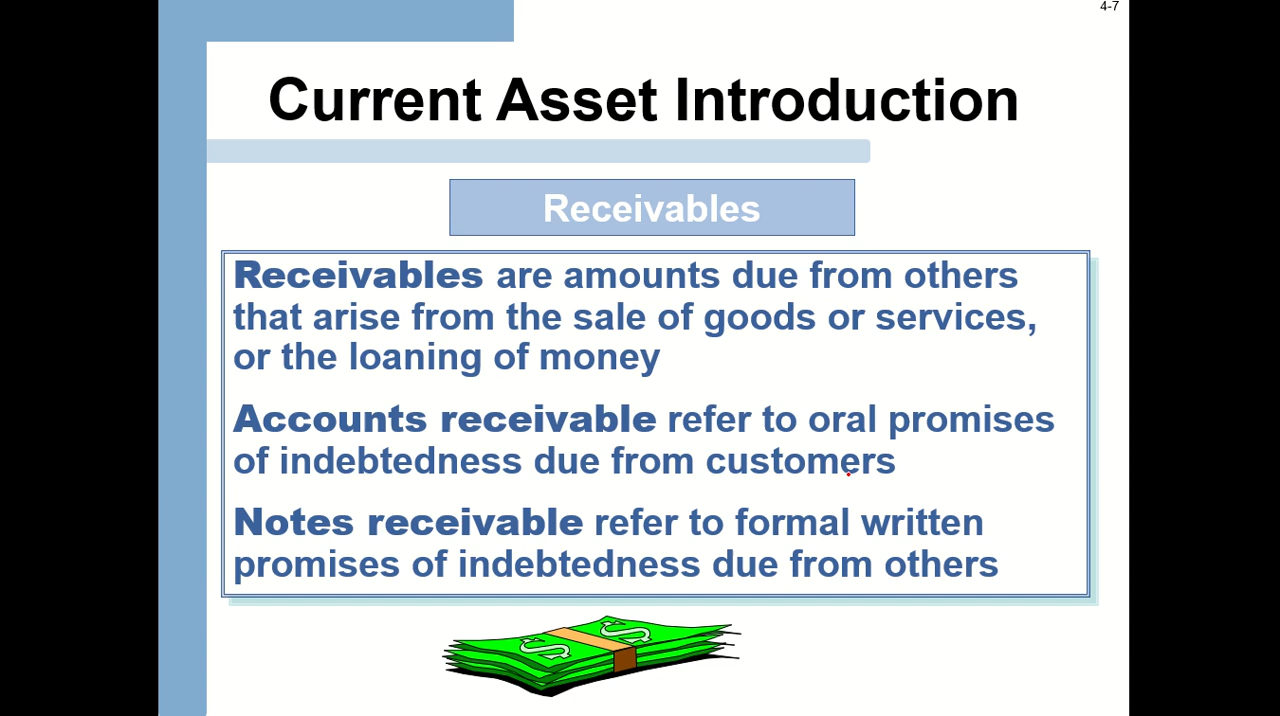 4-7
Current Asset Introduction
Receivables
Receivables are amounts due from others
that arise from the sale of goods or services,
or the loaning of money
Accounts receivable refer to oral promises
of indebtedness due from customers
Notes receivable refer to formal written
promises of indebtedness due from others
$ $